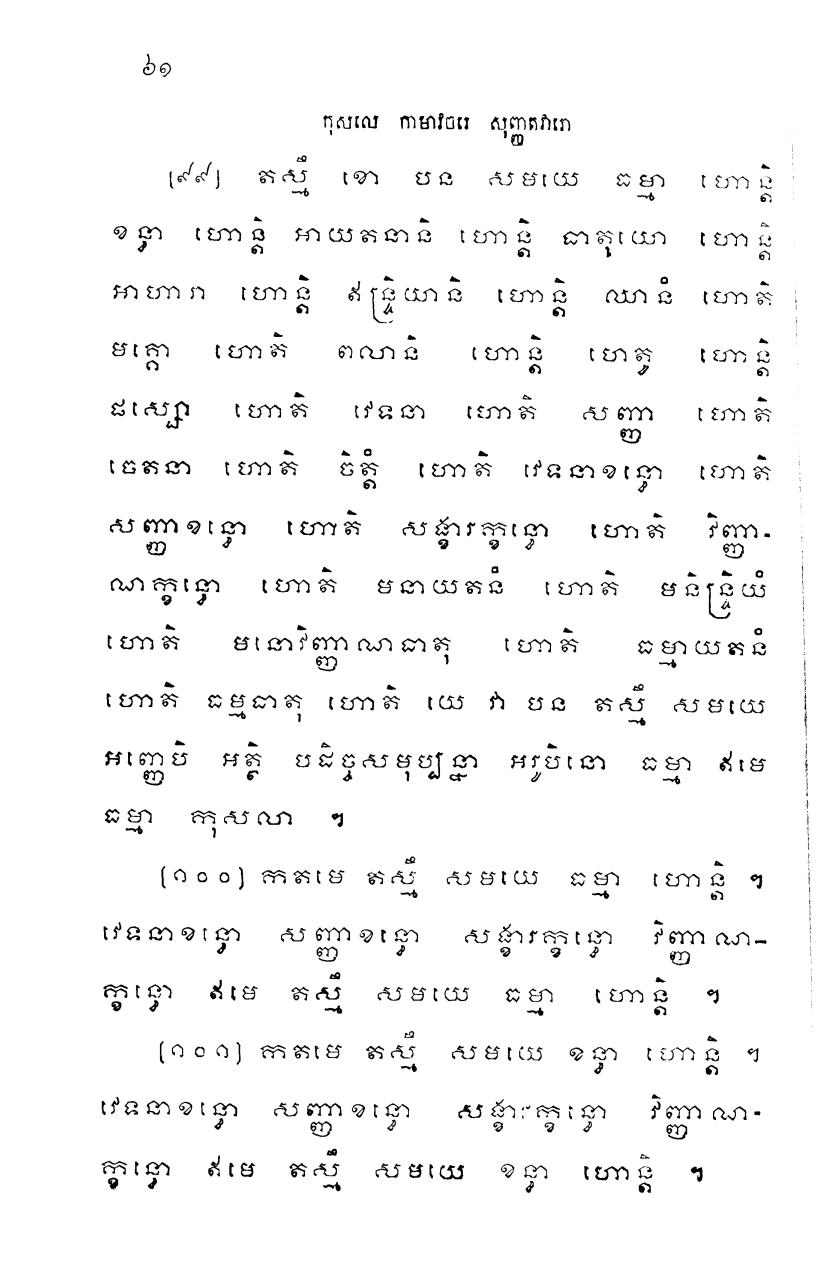 ៦១
កុសលេ កាមាវចរេ សុញ្ញតវារោ
[៩៩] តស្មឹ ខោ បន សមយេ ធម្មា ហោន្តិ
ខន្ធា ហោន្តិ អាយតនានិ ហោន្តិ ធាតុយោ ហោន្តិ
អាហារា ហោន្តិ ឥន្ទ្រិយានិ ហោន្តិ ឈានំ ហោតិ
មគ្គោ ហោតិ ពលានិ ហោន្តិ ហេតូ ហោន្តិ
ផស្សោ ហោតិ វេទនា ហោតិ សញ្ញា ហោតិ
ចេតនា ហោតិ ចិត្តំ ហោតិ វេទនាខន្ធោ ហោតិ
សញ្ញាខន្ធោ ហោតិ សង្ខារក្ខន្ធោ ហោតិ វិញ្ញា-
ណក្ខន្ធោ ហោតិ មនាយតនំ ហោតិ មនិន្ទ្រិយំ
ហោតិ មនោវិញ្ញាណធាតុ ហោតិ ធម្មាយតនំ
ហោតិ ធម្មធាតុ ហោតិ យេ វា បន តស្មឹ សមយេ
អញ្ញេបិ អត្ថិ បដិច្ចសមុប្បន្នា អរូបិនោ ធម្មា ឥមេ
ធម្មា កុសលា ។
[១០០] កតមេ តស្មឹ សមយេ ធម្មា ហោន្តិ ។
វេទនាខន្ធោ សញ្ញាខន្ធោ សង្ខារក្ខន្ធោ វិញ្ញាណ-
ក្ខន្ធោ ឥមេ តស្មឹ សមយេ ធម្មា ហោន្តិ ។
[១០១] កតមេ តស្មឹ សមយេ ខន្ធា ហោន្តិ ។
វេទនាខន្ធោ សញ្ញាខន្ធោ សង្ខារក្ខន្ធោ វិញ្ញាណ-
ក្ខន្ធោ ឥមេ តស្មឹ សមយេ ខន្ធា ហោន្តិ ។